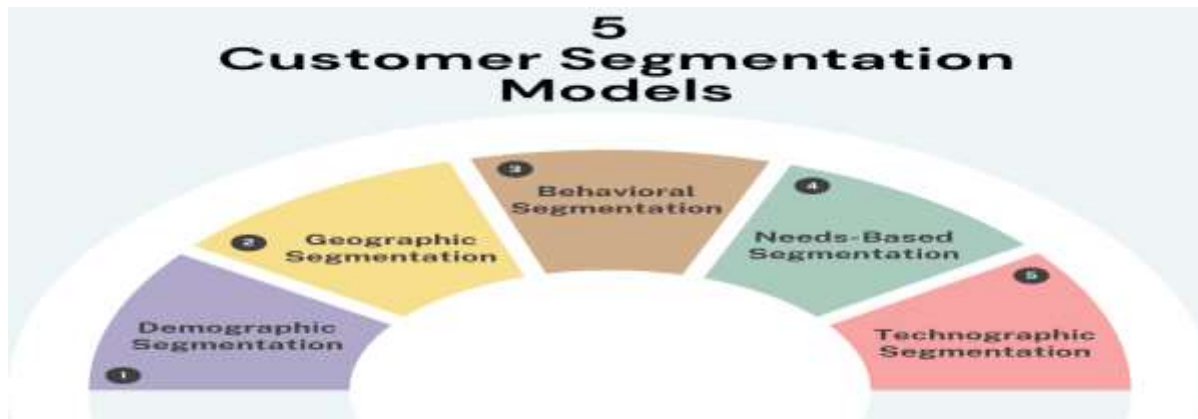 5
Customer Segmentation
Models
1
Demographic
Segmentation
2
Geographic
Segmentation
3
Behavioral
Segmentation
4
Needs-Based
Segmentation
5
Technographic
Segmentation